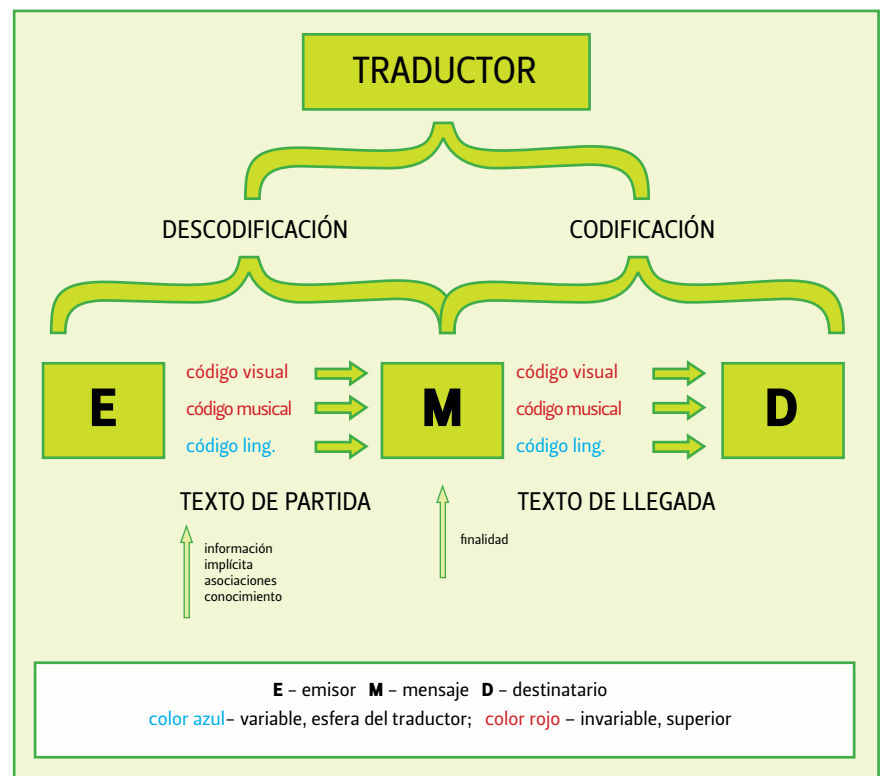 TRADUCTOR
DESCODIFICACIÓN
CODIFICACIÓN
E
código visual
código musical
código ling.
M
código visual
código musical
código ling.
D
TEXTO DE PARTIDA
TEXTO DE LLEGADA
información
implícita
asociaciones
conocimiento
finalidad
E – emisor M – mensaje D – destinatario
color azul– variable, esfera del traductor; color rojo – invariable, superior